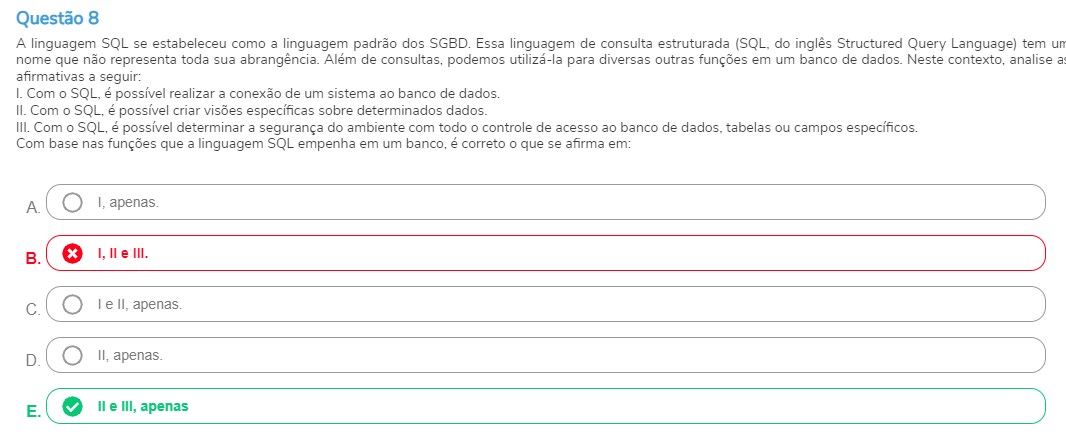 Questão 8
A linguagem SQL se estabeleceu como a linguagem padrão dos SGBD. Essa linguagem de consulta estruturada (SQL, do inglês Structured Query Language) tem um
nome que não representa toda sua abrangência. Além de consultas, podemos utilizá-la para diversas outras funções em um banco de dados. Neste contexto, analise as
afirmativas a seguir:
I. Com o SQL, é possível realizar a conexão de um sistema ao banco de dados.
II. Com o SQL, é possível criar visões específicas sobre determinados dados.
III. Com o SQL, é possível determinar a segurança do ambiente com todo o controle de acesso ao banco de dados, tabelas ou campos específicos.
Com base nas funções que a linguagem SQL empenha em um banco, é correto o que se afirma em:
A. I, apenas.
B. I, II e III.
C. I e II, apenas.
D. II, apenas.
E. II e III, apenas